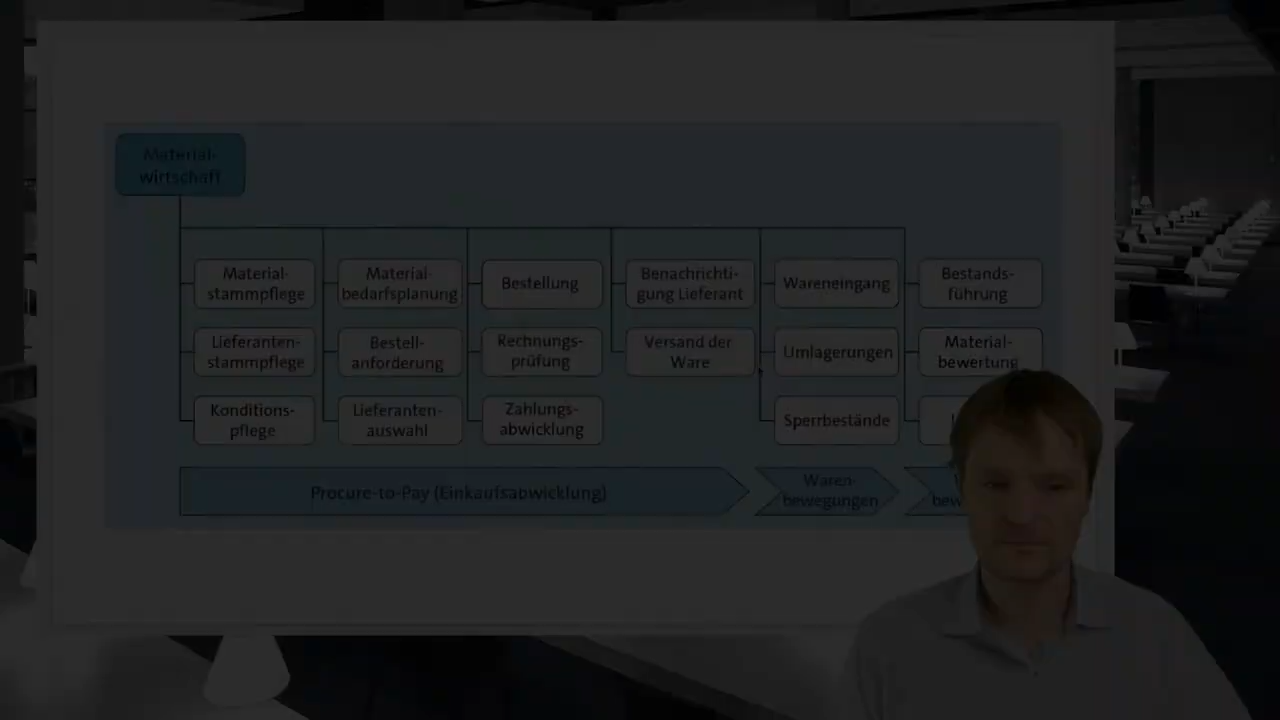 Material-
wirtschaft
Material-
stammpflege
Material-
bedarfsplanung
Bestellung
Benachrichti-
gung Lieferant
Wareneingang
Bestands-
führung
Lieferanten-
stammpflege
Bestell-
anforderung
Rechnungs-
prüfung
Versand der
Ware
Umlagerungen
Material-
bewertung
Konditions-
pflege
Lieferanten-
auswahl
Zahlungs-
abwicklung
Sperrbestände
Procure-to-Pay (Einkaufsabwicklung)
Waren-
bewegungen